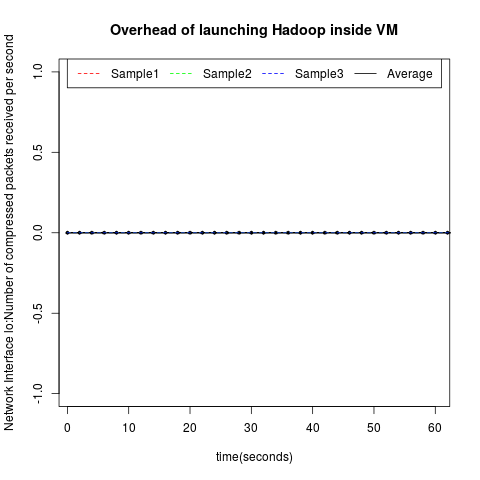 Overhead of launching Hadoop inside VM
Sample1 Sample2 Sample3 Average
Network Interface lo:Number of compressed packets received per second
1.0
0.5
0.0
-0.5
-1.0
0 10 20 30 40 50 60
time(seconds)